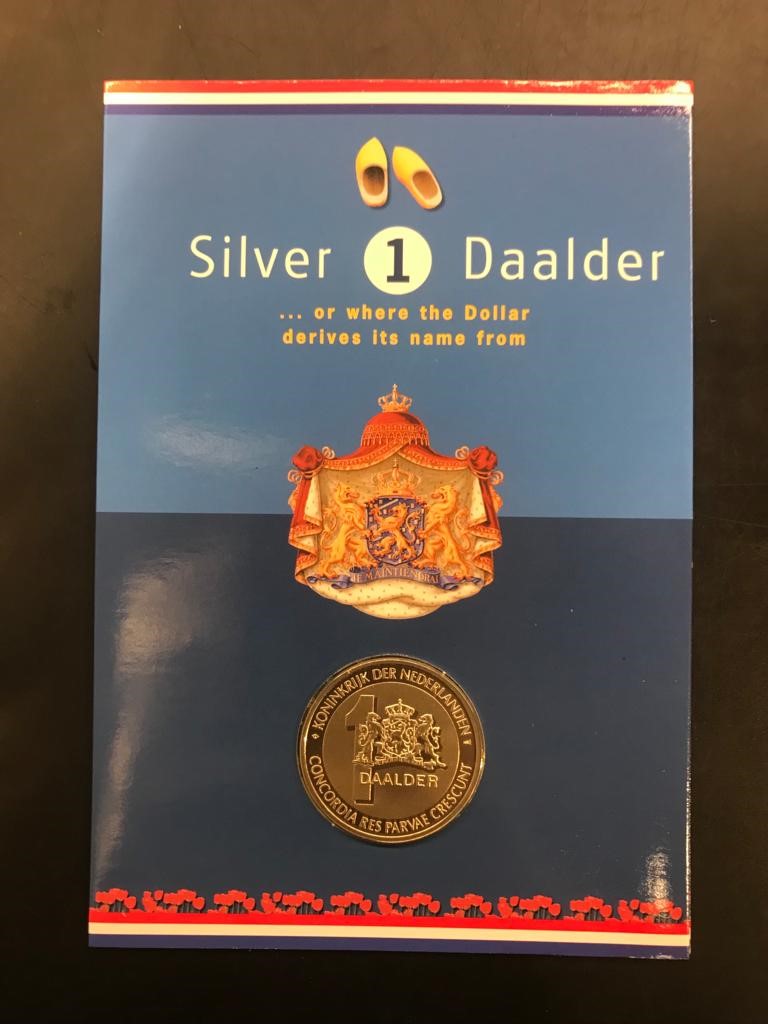 Silver 1 Daalder
... or where the Dollar
derives its name from
JE MAINTIENDRAI
KONINKRIJK DER NEDERLANDEN
1
DAALDER
CONCORDIA RES PARVAE CRESCUNT